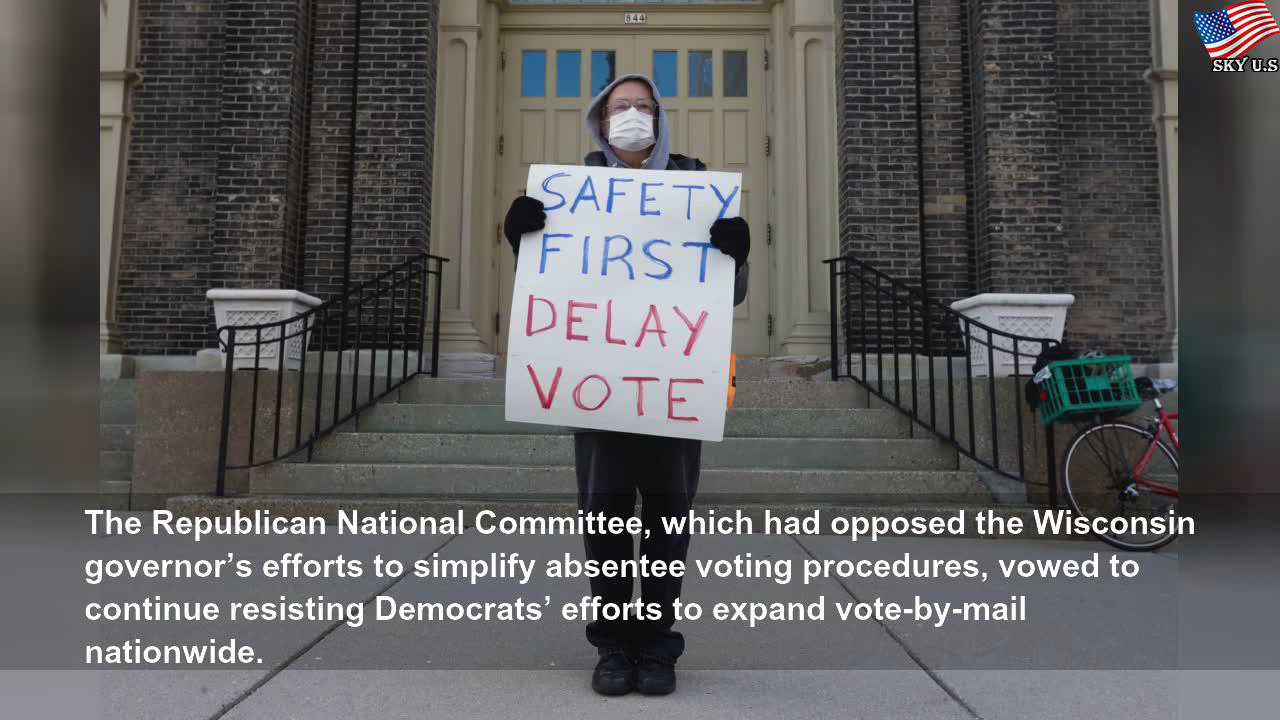 844
SKY U.S
SAFETY
FIRST
DELAY
VOTE
The Republican National Committee, which had opposed the Wisconsin
governor’s efforts to simplify absentee voting procedures, vowed to
continue resisting Democrats’ efforts to expand vote-by-mail
nationwide.